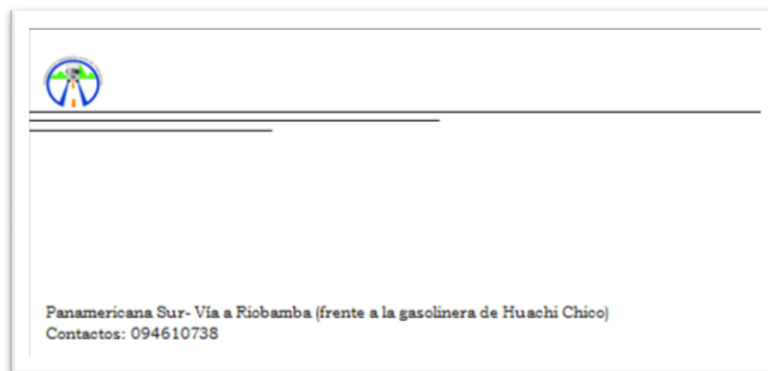 Panamericana Sur- Vía a Riobamba (frente a la gasolinera de Huachi Chico)
Contactos: 094610738